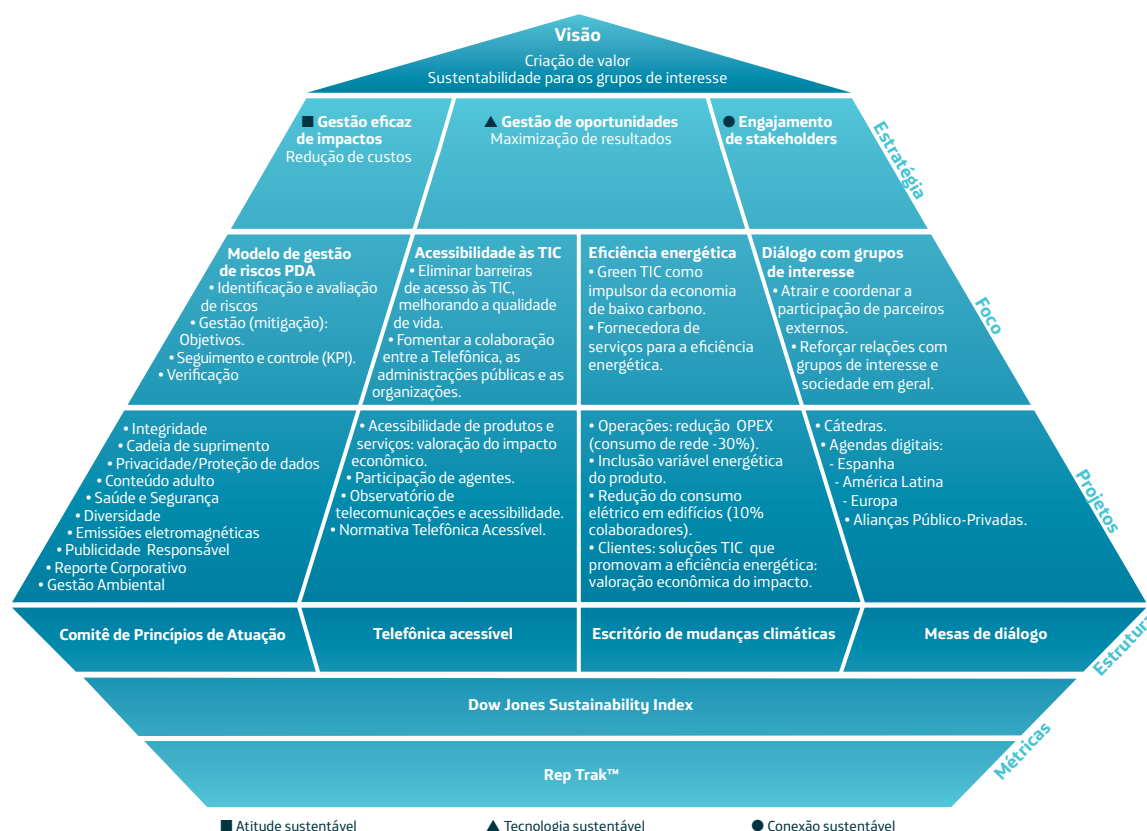 Visão
Criação de valor
Sustentabilidade para os grupos de interesse
■ Gestão eficaz
de impactos
Redução de custos
▲ Gestão de oportunidades
Maximização de resultados
● Engajamento
de stakeholders
Estratégia
Modelo de gestão
de riscos PDA
• Identificação e avaliação
de riscos
• Gestão (mitigação):
Objetivos.
• Seguimento e controle (KPI).
• Verificação
Acessibilidade às TIC
• Eliminar barreiras
de acesso às TIC,
melhorando a qualidade
de vida.
• Fomentar a colaboração
entre a Telefônica, as
administrações públicas e as
organizações.
Eficiência energética
• Green TIC como
impulsor da economia
de baixo carbono.
• Fornecedora de
serviços para a eficiência
energética.
Diálogo com grupos
de interesse
• Atrair e coordenar a
participação de parceiros
externos.
• Reforçar relações com
grupos de interesse e
sociedade em geral.
Foco
• Integridade
• Cadeia de suprimento
• Privacidade/Proteção de dados
• Conteúdo adulto
• Saúde e Segurança
• Diversidade
• Emissões eletromagnéticas
• Publicidade Responsável
• Reporte Corporativo
• Gestão Ambiental
• Acessibilidade de produtos e
serviços: valoração do impacto
econômico.
• Participação de agentes.
• Observatório de
telecomunicações e acessibilidade.
• Normativa Telefônica Acessível.
• Operações: redução OPEX
(consumo de rede -30%).
• Inclusão variável energética
do produto.
• Redução do consumo
elétrico em edifícios (10%
colaboradores).
• Clientes: soluções TIC que
promovam a eficiência energética:
valoração econômica do impacto.
• Cátedras.
• Agendas digitais:
- Espanha
- América Latina
- Europa
• Alianças Público-Privadas.
Projetos
Comitê de Princípios de Atuação
Telefônica acessível
Escritório de mudanças climáticas
Mesas de diálogo
Estrutura
Dow Jones Sustainability Index
Rep Trak™
Métricas
■ Atitude sustentável
▲ Tecnologia sustentável
● Conexão sustentável